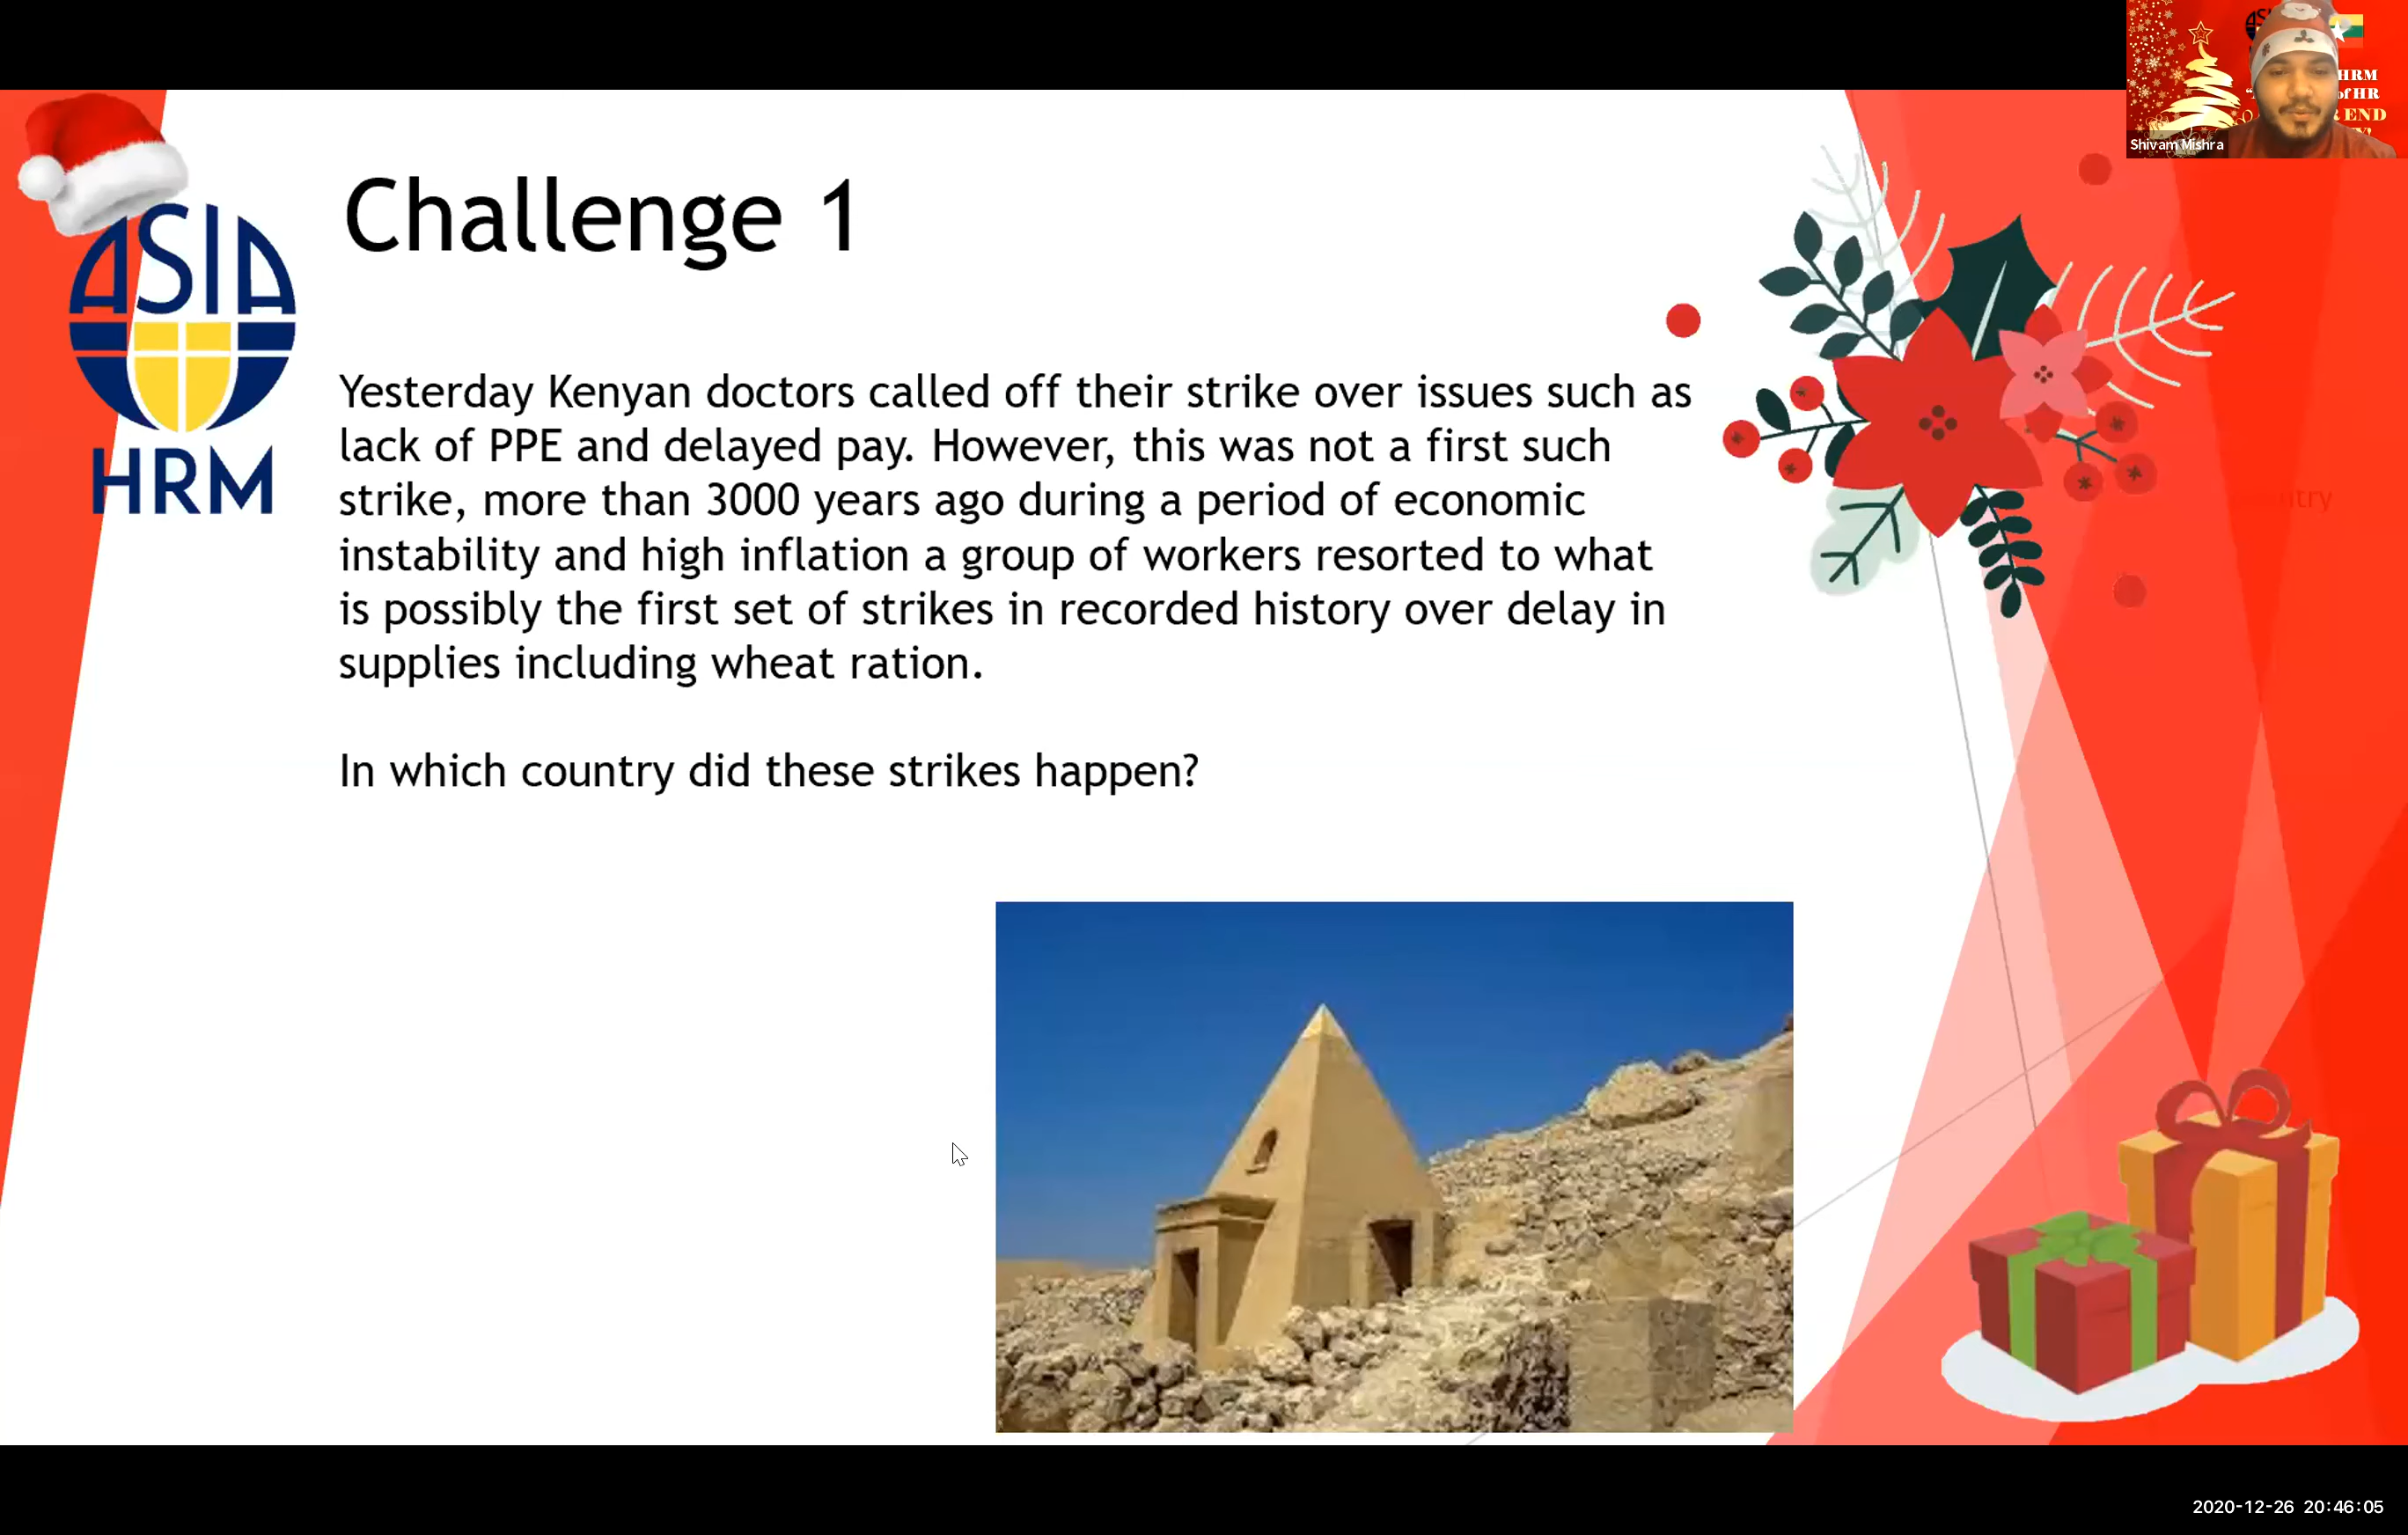 HRM
of HR
END
Shivam Mishra
ASIA
HRM
Challenge 1
Yesterday Kenyan doctors called off their strike over issues such as
lack of PPE and delayed pay. However, this was not a first such
strike, more than 3000 years ago during a period of economic
instability and high inflation a group of workers resorted to what
is possibly the first set of strikes in recorded history over delay in
supplies including wheat ration.
In which country did these strikes happen?
2020-12-26 20:46:05